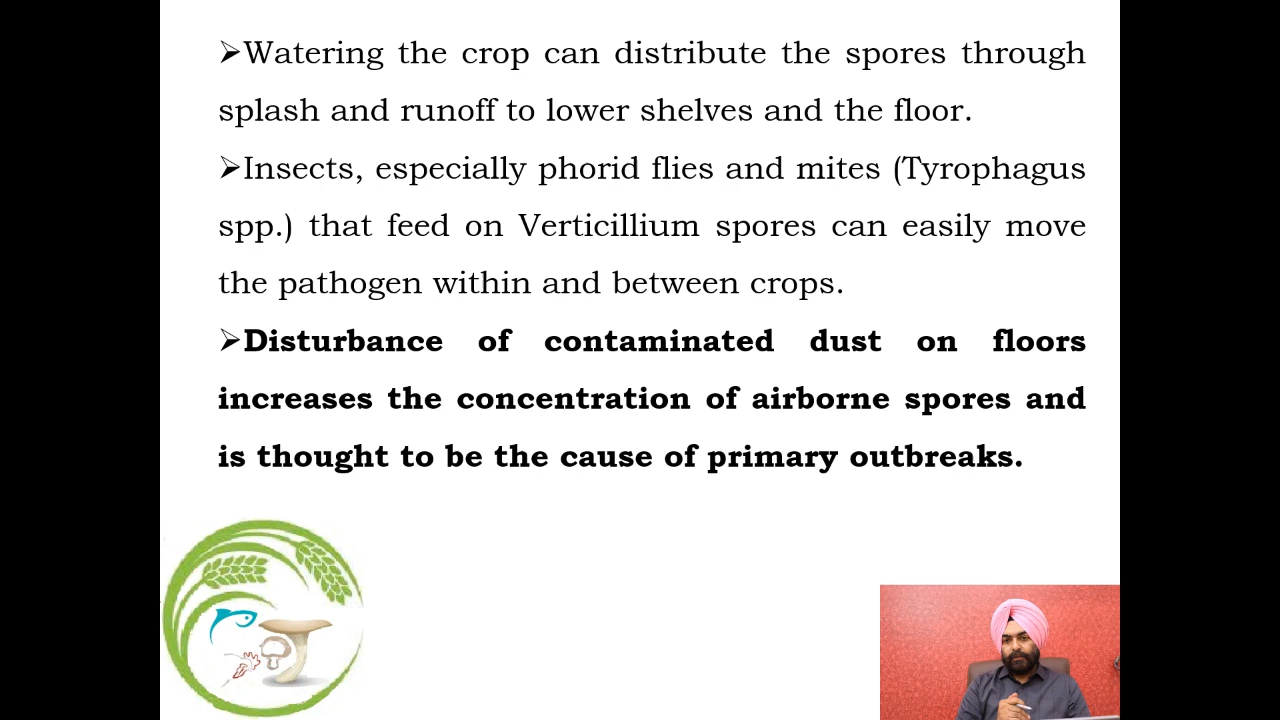 ➢Watering the crop can distribute the spores through
splash and runoff to lower shelves and the floor.
➢Insects, especially phorid flies and mites (Tyrophagus
spp.) that feed on Verticillium spores can easily move
the pathogen within and between crops.
➢Disturbance of contaminated dust on floors
increases the concentration of airborne spores and
is thought to be the cause of primary outbreaks.